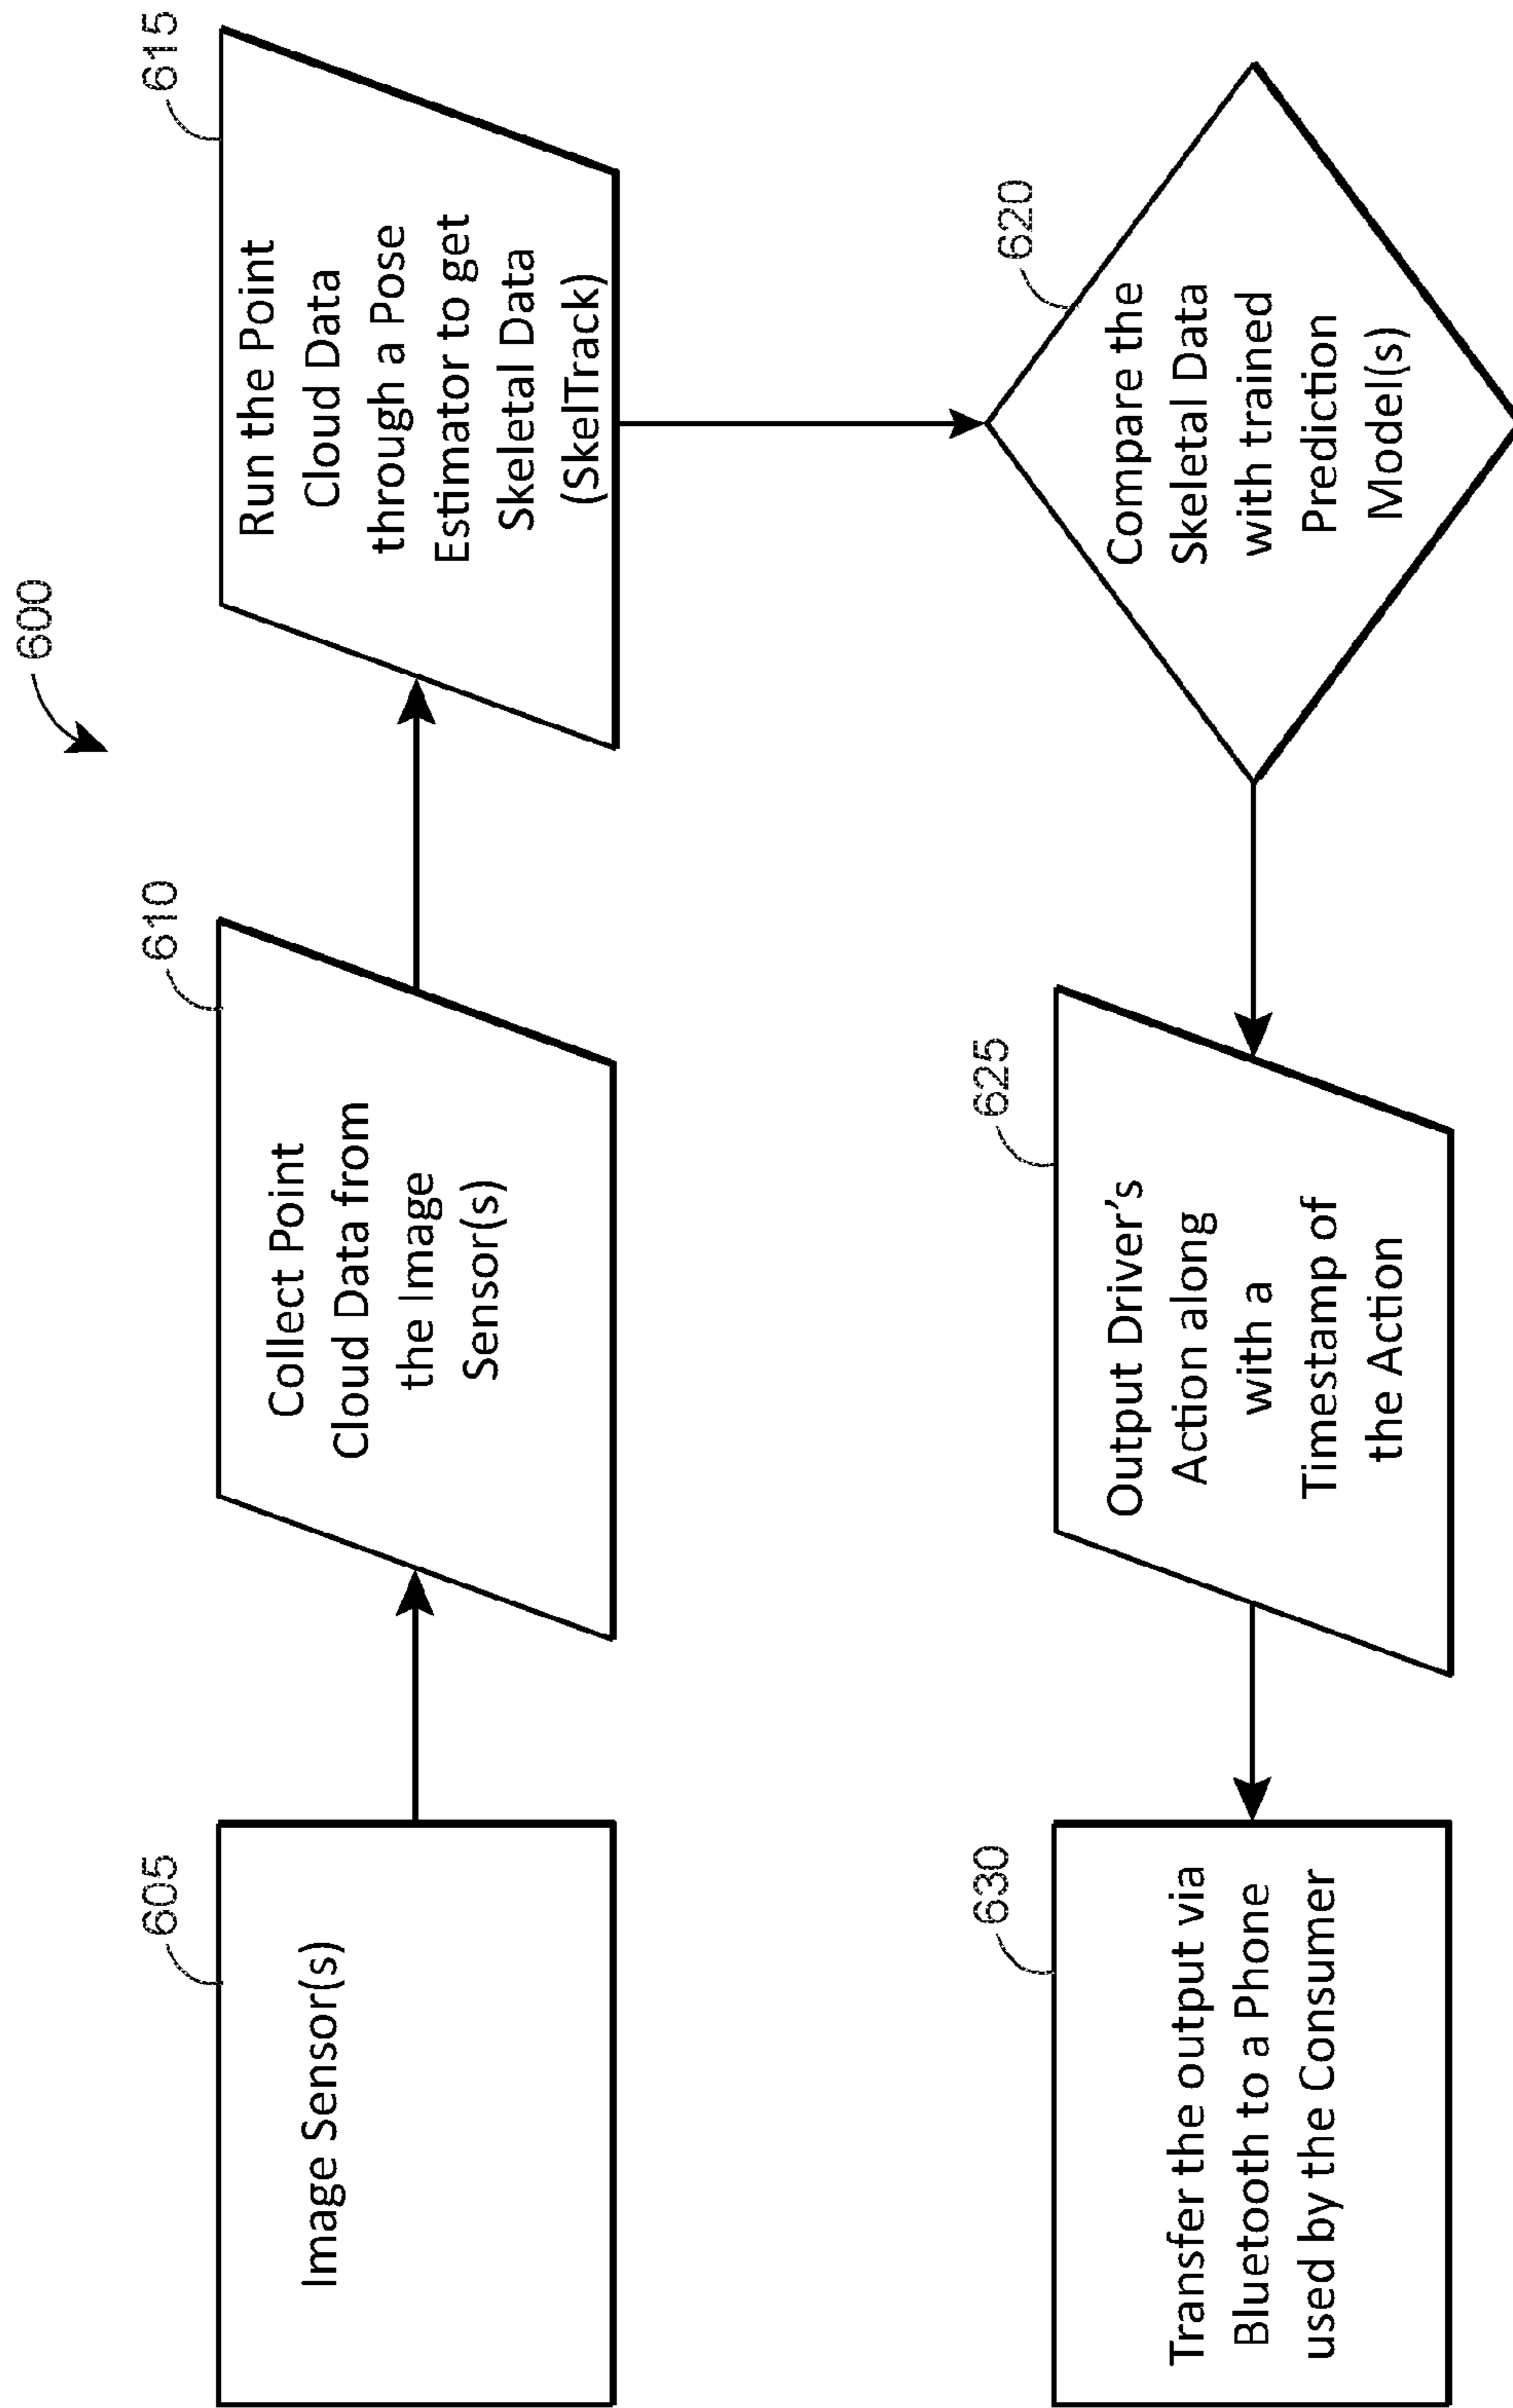 600
605
Image Sensor(s)
610
Collect Point
Cloud Data from
the Image
Sensor(s)
615
Run the Point
Cloud Data
through a Pose
Estimator to get
Skeletal Data
(SkelTrack)
620
Compare the
Skeletal Data
with trained
Prediction
Model(s)
625
Output Driver's
Action along
with a
Timestamp of
the Action
630
Transfer the output via
Bluetooth to a Phone
used by the Consumer